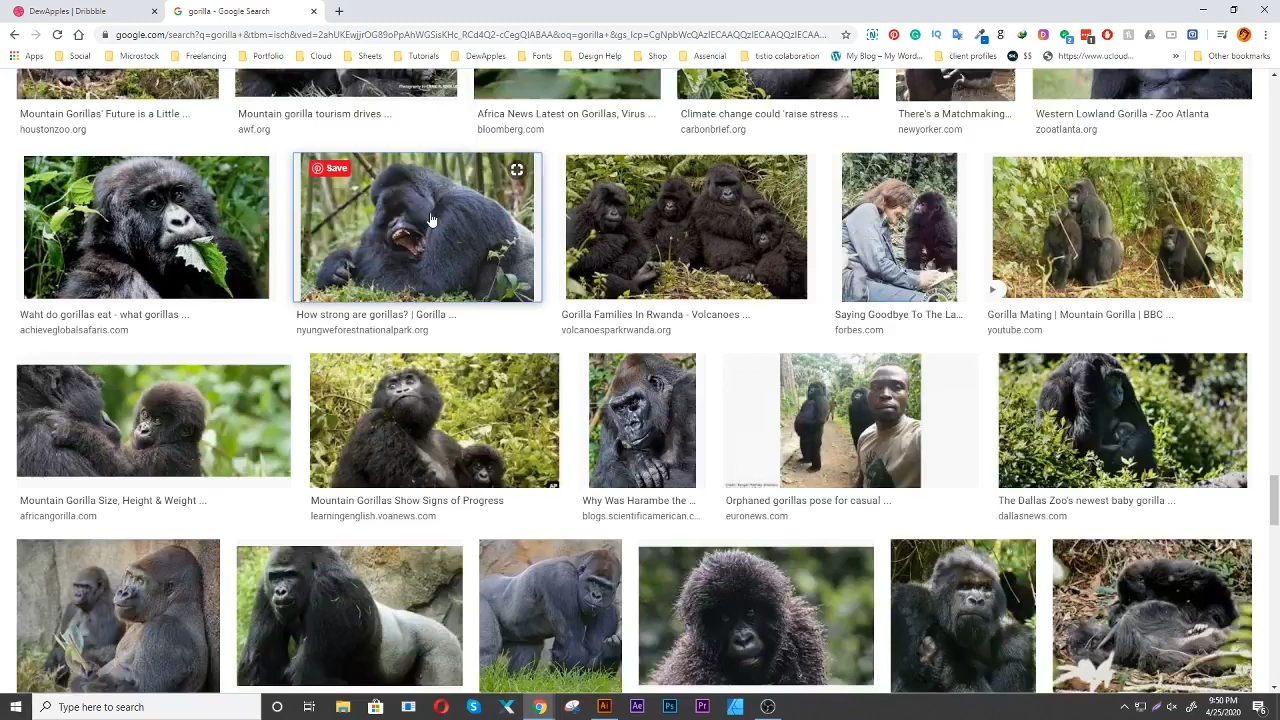 DewApples | Dribbble
gorilla - Google Search
google.com/search?q=gorilla+&tbm=isch&ved=2ahUKEwjjrOG9oPpAhWGSisKHc_RCd4Q2-cCegQIABAA&oq=gorilla+&gs_lcp=CgNpbWcQAzIECAAQQzIECAAQQzIECAA...
Apps Social Microstock Freelancing Portfolio Cloud Sheets Tutorials DewApples Fonts Design Help Shop Assencial tistio collaboration My Blog / — My Word... client profiles $$ https://www.ucloud... » Other bookmarks
Mountain Gorillas' Future is a Little ... Mountain gorilla tourism drives ... Africa News Latest on Gorillas, Virus ... Climate change could 'raise stress ... There's a Matchmaking... Western Lowland Gorilla - Zoo Atlanta
houstonzoo.org awf.org bloomberg.com carbonbrief.org newyorker.com zooatlanta.org
Save
Waht do gorillas eat - what gorillas ... How strong are gorillas? | Gorilla ... Gorilla Families In Rwanda - Volcanoes ... Saying Goodbye To The La... Gorilla Mating | Mountain Gorilla | BBC ...
achieveglobalsafaris.com nyungweforestnationalpark.org volcanoesparkrwanda.org forbes.com youtube.com
AP
Mountain Gorilla Size, Height & Weight ... Mountain Gorillas Show Signs of Progress Why Was Harambe the ... Orphaned gorillas pose for casual ... The Dallas Zoo's newest baby gorilla ...
africangorilla.com learningenglish.voanews.com blogs.scientificamerican.c... euronews.com dallasnews.com
Type here to search
9:50 PM
4/25/2020